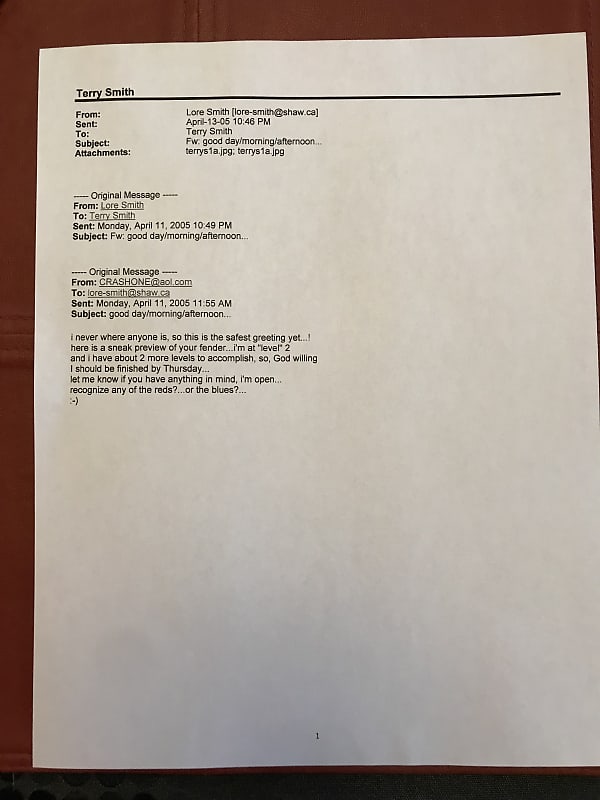 Terry Smith
From: Lore Smith [lore-smith@shaw.ca]
Sent: April-13-05 10:46 PM
To: Terry Smith
Subject: Fw: good day/morning/afternoon...
Attachments: terrys1a.jpg; terrys1a.jpg
----- Original Message -----
From: Lore Smith
To: Terry Smith
Sent: Monday, April 11, 2005 10:49 PM
Subject: Fw: good day/morning/afternoon...
----- Original Message -----
From: CRASHONE@aol.com
To: lore-smith@shaw.ca
Sent: Monday, April 11, 2005 11:55 AM
Subject: good day/morning/afternoon...
i never where anyone is, so this is the safest greeting yet...!
here is a sneak preview of your fender...i'm at "level" 2
and i have about 2 more levels to accomplish, so, God willing
I should be finished by Thursday...
let me know if you have anything in mind, i'm open...
recognize any of the reds?...or the blues?...
:-)
1